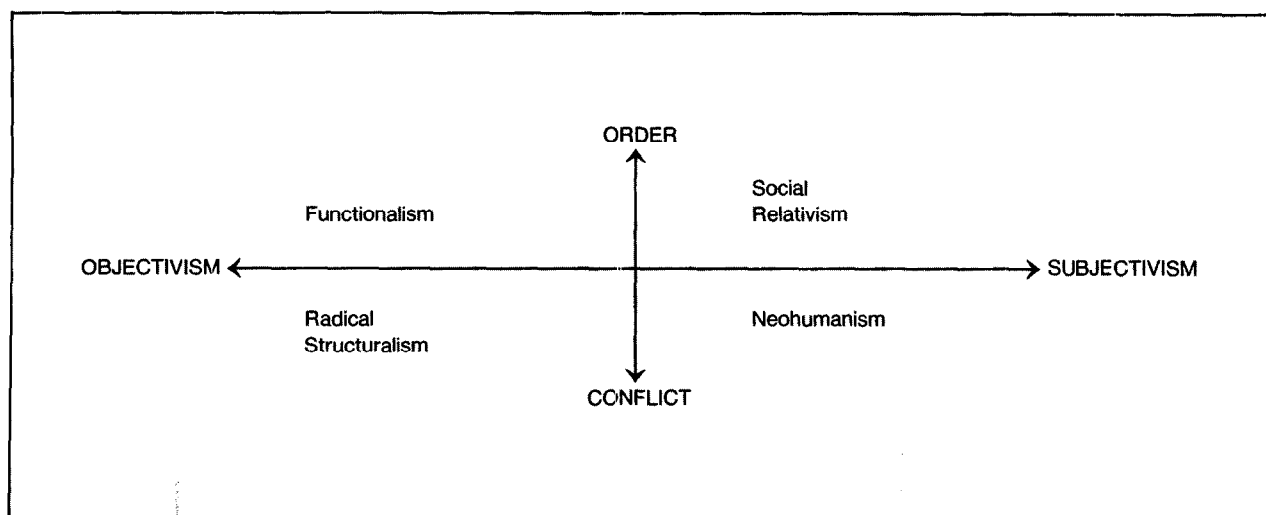 ORDER
Social
Relativism
Functionalism
OBJECTIVISM
SUBJECTIVISM
Radical
Structuralism
Neohumanism
CONFLICT